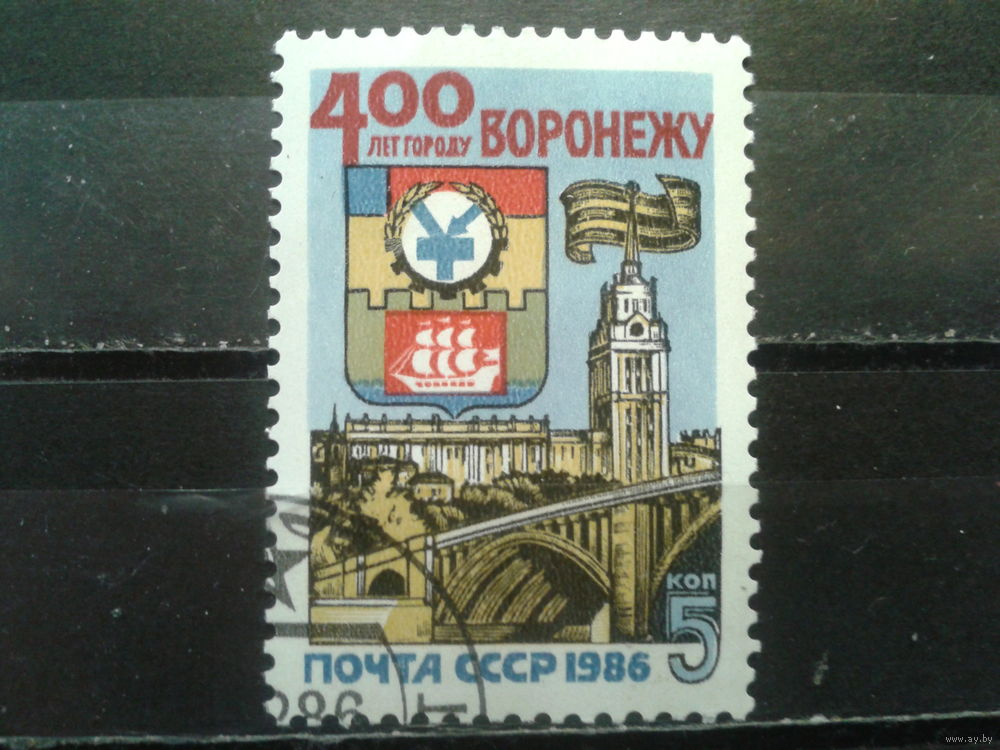 400
ЛЕТ ГОРОДУ ВОРОНЕЖУ
КОП
5
ПОЧТА СССР 1986
www.ay.by